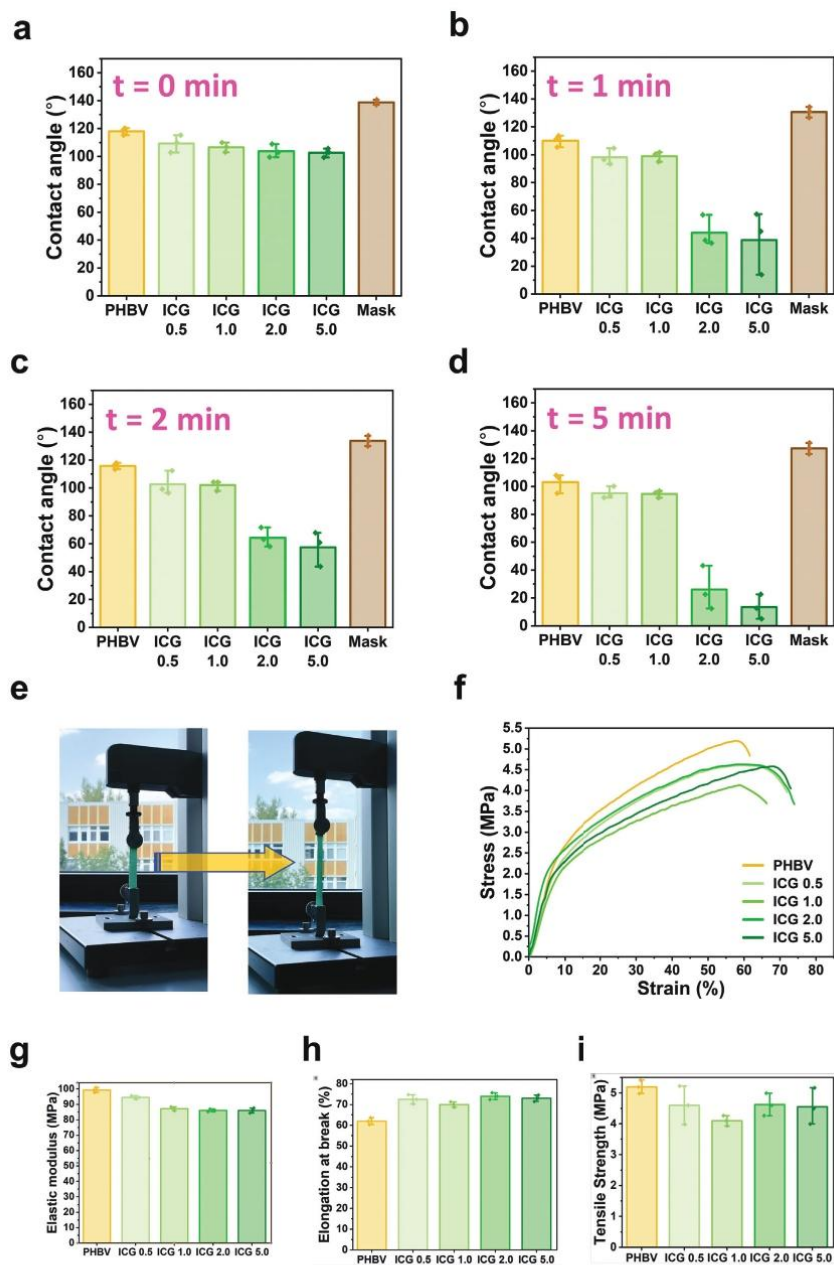 a
t = 0 min
Contact angle (°)
160
140
120
100
80
60
40
20
0
PHBV ICG ICG ICG ICG Mask
0.5 1.0 2.0 5.0
b
t = 1 min
Contact angle (°)
160
140
120
100
80
60
40
20
0
PHBV ICG ICG ICG ICG Mask
0.5 1.0 2.0 5.0
c
t = 2 min
Contact angle (°)
160
140
120
100
80
60
40
20
0
PHBV ICG ICG ICG ICG Mask
0.5 1.0 2.0 5.0
d
t = 5 min
Contact angle (°)
160
140
120
100
80
60
40
20
0
PHBV ICG ICG ICG ICG Mask
0.5 1.0 2.0 5.0
e
f
Stress (MPa)
5.5
5.0
4.5
4.0
3.5
3.0
2.5
2.0
1.5
1.0
0.5
0.0
PHBV
ICG 0.5
ICG 1.0
ICG 2.0
ICG 5.0
0 10 20 30 40 50 60 70 80
Strain (%)
g
Elastic modulus (MPa)
100
90
80
70
60
50
40
30
20
10
0
PHBV ICG 0.5 ICG 1.0 ICG 2.0 ICG 5.0
h
Elongation at break (%)
80
70
60
50
40
30
20
10
0
PHBV ICG 0.5 ICG 1.0 ICG 2.0 ICG 5.0
i
Tensile Strength (MPa)
5
4
4
3
2
1
0
PHBV ICG 0.5 ICG 1.0 ICG 2.0 ICG 5.0